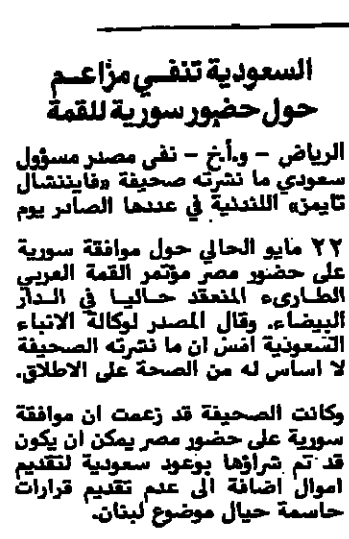 السعودية تنفي مزاعم
حول حضور سورية للقمة
الرياض – و.أ.خ – نفى مصدر مسؤول
سعودي ما نشرته صحيفة «فايننشال
تايمز» اللندنية في عددها الصادر يوم
٢٢ مايو الحالي حول موافقة سورية
على حضور مصر مؤتمر القمة العربي
الطارىء المنعقد حاليا في الدار
البيضاء. وقال المصدر لوكالة الانباء
السعودية امس ان ما نشرته الصحيفة
لا اساس له من الصحة على الاطلاق.
وكانت الصحيفة قد زعمت ان موافقة
سورية على حضور مصر يمكن ان يكون
قد تم شراؤها بوعود سعودية لتقديم
اموال اضافة الى عدم تقديم قرارات
حاسمة حيال موضوع لبنان.